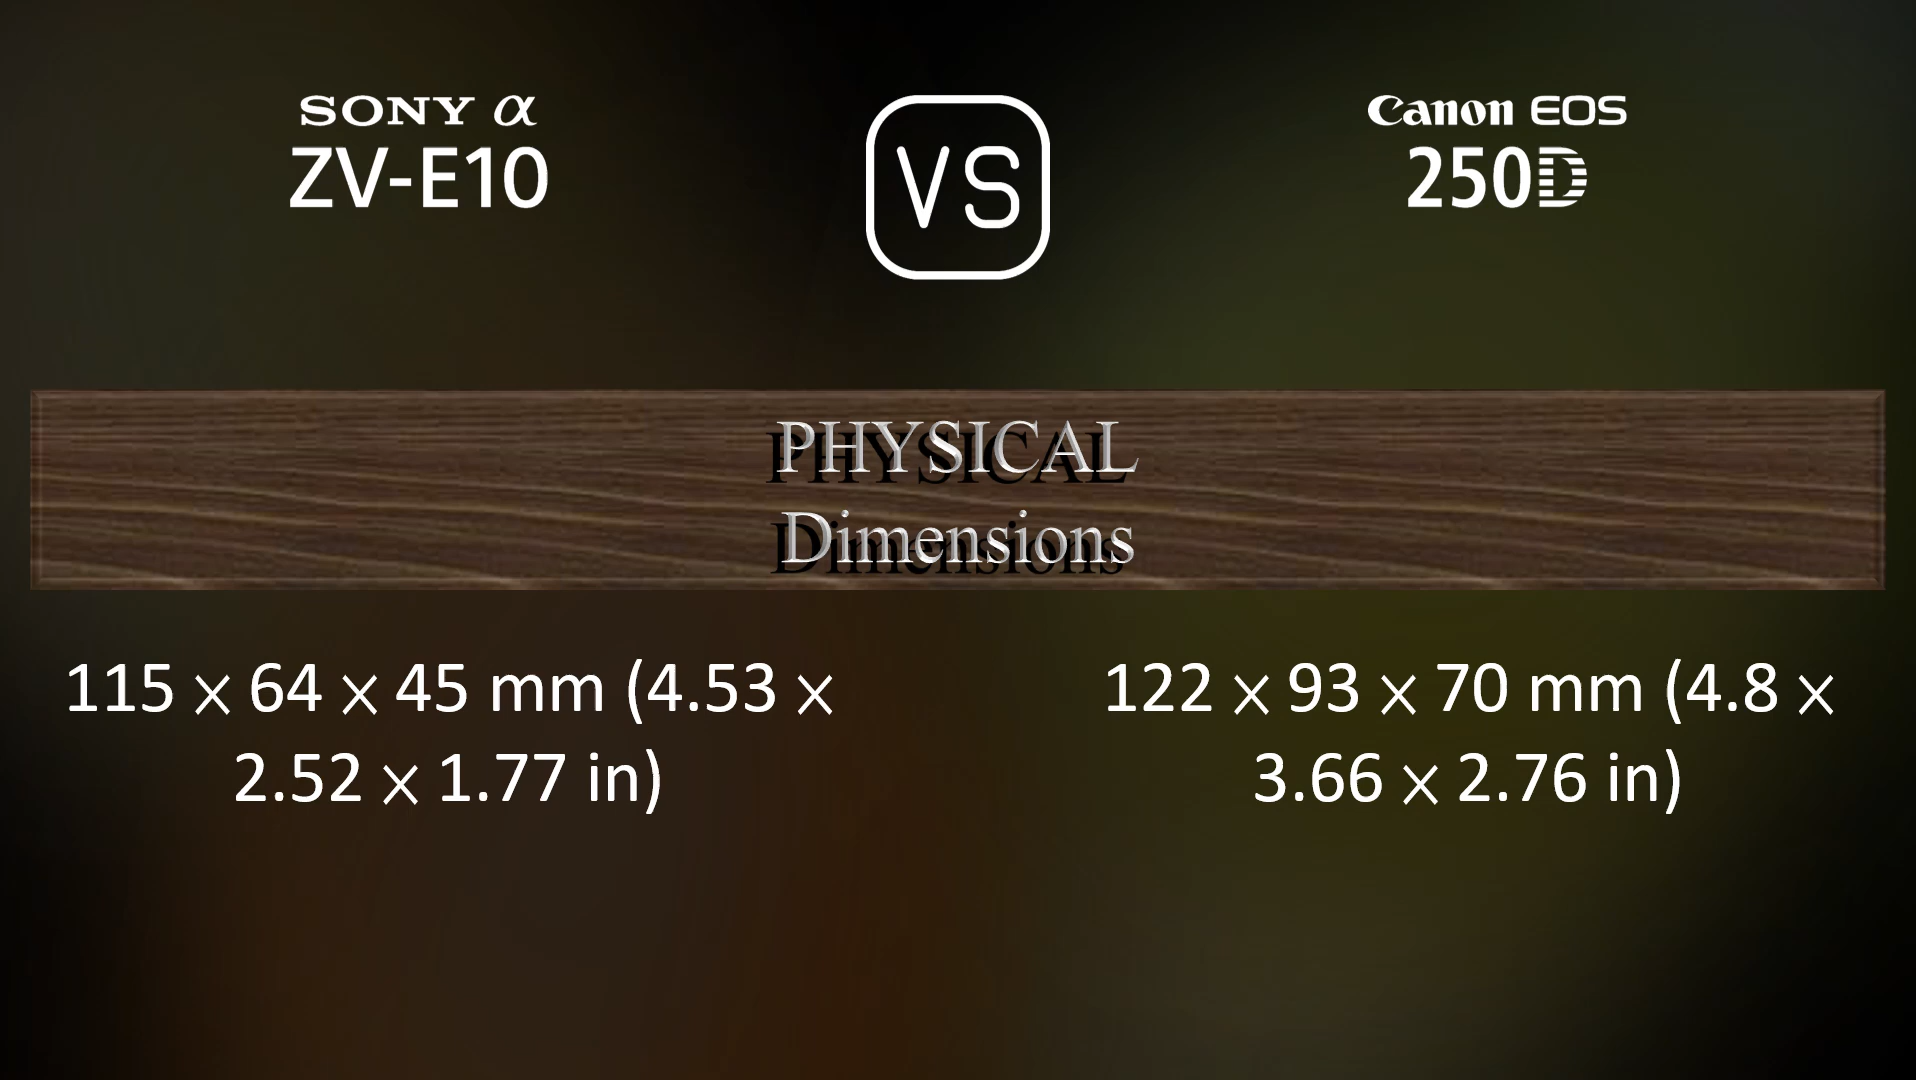 SONY α
ZV-E10
VS
Canon EOS
250D
PHYSICAL
Dimensions
115 x 64 x 45 mm (4.53 x
2.52 x 1.77 in)
122 x 93 x 70 mm (4.8 x
3.66 x 2.76 in)